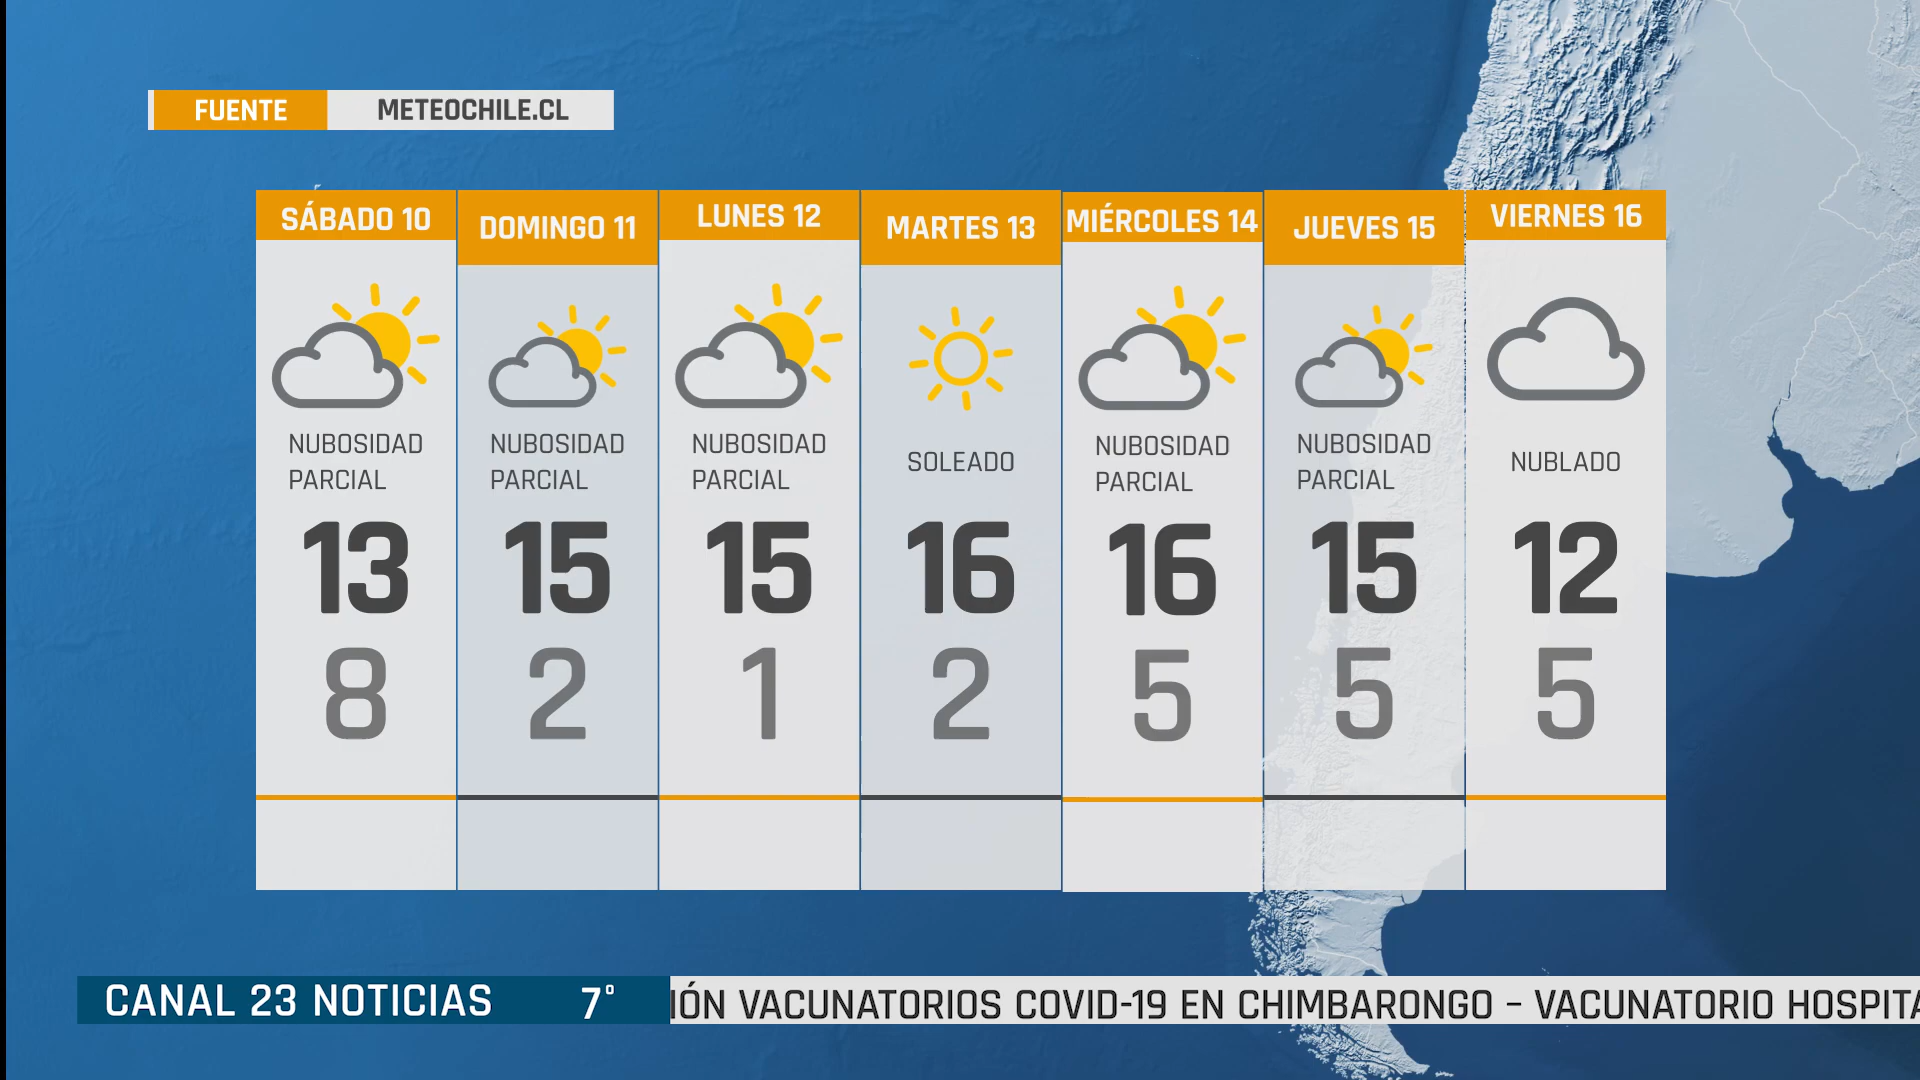 FUENTE METEOCHILE.CL
SÁBADO 10
NUBOSIDAD
PARCIAL
13
8
DOMINGO 11
NUBOSIDAD
PARCIAL
15
2
LUNES 12
NUBOSIDAD
PARCIAL
15
1
MARTES 13
SOLEADO
16
2
MIÉRCOLES 14
NUBOSIDAD
PARCIAL
16
5
JUEVES 15
NUBOSIDAD
PARCIAL
15
5
VIERNES 16
NUBLADO
12
5
CANAL 23 NOTICIAS 7° IÓN VACUNATORIOS COVID-19 EN CHIMBARONGO - VACUNATORIO HOSPITA